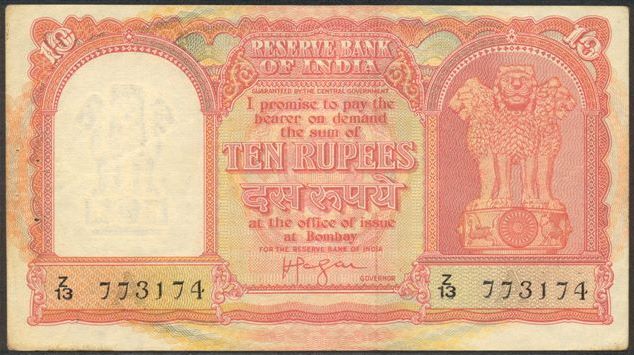 10
10
RESERVE BANK
OF INDIA
GUARANTEED BY THE CENTRAL GOVERNMENT
I promise to pay the
bearer on demand
the sum of
TEN RUPEES
दस रूपये
at the office of issue
at Bombay
FOR THE RESERVE BANK OF INDIA
GOVERNOR
Z/13 773174
Z/13 773174